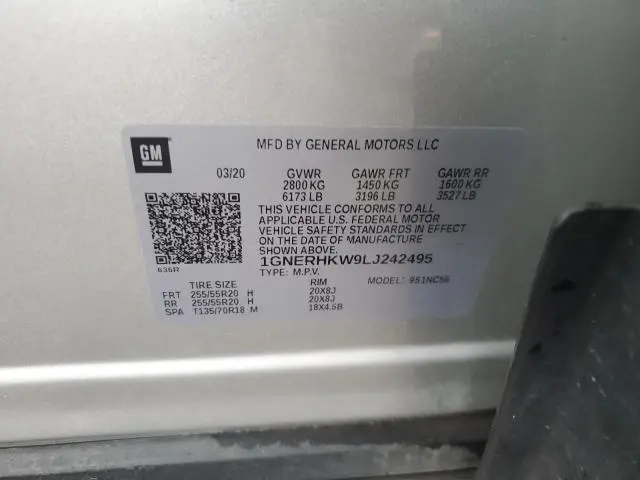 GM
MFD BY GENERAL MOTORS LLC
03/20 GVWR GAWR FRT GAWR RR
2800 KG 1450 KG 1600 KG
6173 LB 3196 LB 3527 LB
THIS VEHICLE CONFORMS TO ALL
APPLICABLE U.S. FEDERAL MOTOR
VEHICLE SAFETY STANDARDS IN EFFECT
ON THE DATE OF MANUFACTURE
SHOWN ABOVE.
1GNERHKW9LJ242495
636R TYPE: M.P.V. MODEL: 951NC56
TIRE SIZE RIM
FRT 255/55R20 H 20X8J
RR 255/55R20 H 20X8J
SPA T135/70R18 M 18X4.5B